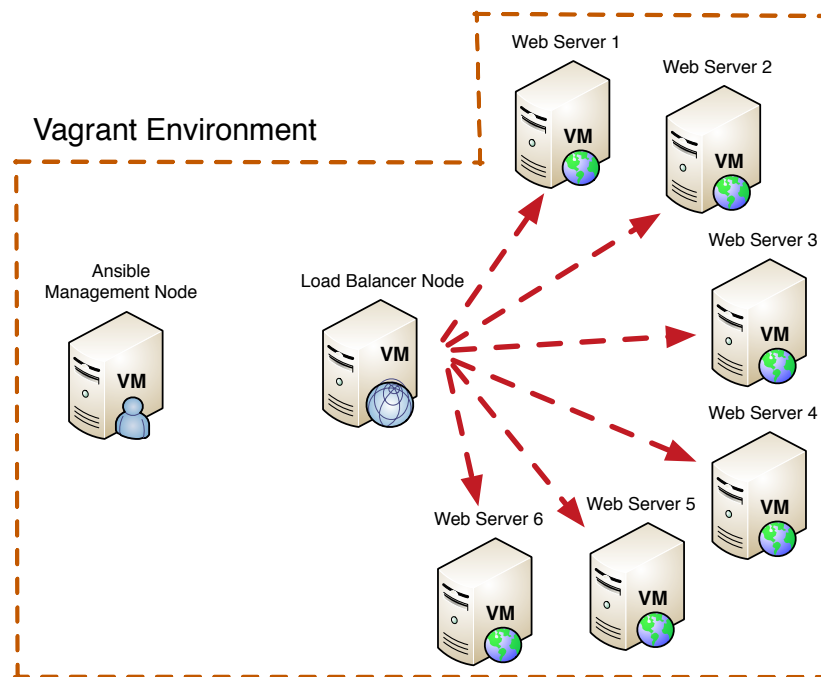 Web Server 1
Web Server 2
Vagrant Environment
VM
VM
Web Server 3
Ansible
Management Node
Load Balancer Node
VM
VM
VM
Web Server 4
VM
Web Server 5
Web Server 6
VM
VM